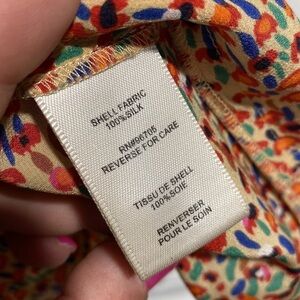 SHELL FABRIC
100%SILK
RN#96706
REVERSE FOR CARE
TISSU DE SHELL
100%SOIE
RENVERSER
POUR LE SOIN